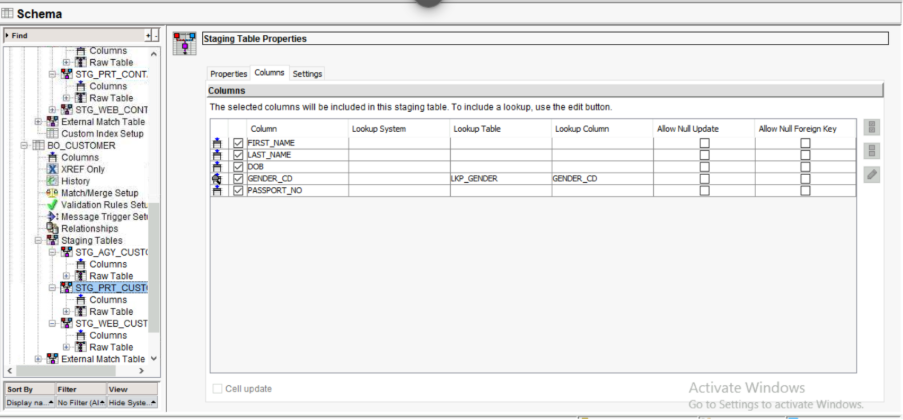 Schema
Find
+ -
Columns
Raw Table
STG_PRT_CONT.
Columns
Raw Table
STG_WEB_CONT
External Match Table
Custom Index Setup
BO_CUSTOMER
Columns
XREF Only
History
Match/Merge Setup
Validation Rules Setu
Message Trigger Setu
Relationships
Staging Tables
STG_AGY_CUST
Columns
Raw Table
STG_PRT_CUST
Columns
Raw Table
STG_WEB_CUST
Columns
Raw Table
External Match Table
Sort By Filter View
Display na.. No Filter (Al Hide Syste..
Staging Table Properties
Properties Columns Settings
Columns
The selected columns will be included in this staging table. To include a lookup, use the edit button.
Column Lookup System Lookup Table Lookup Column Allow Null Update Allow Null Foreign Key
FIRST_NAME
LAST_NAME
DOB
GENDER_CD LKP_GENDER GENDER_CD
PASSPORT_NO
Cell update
Activate Windows
Go to Settings to activate Windows.